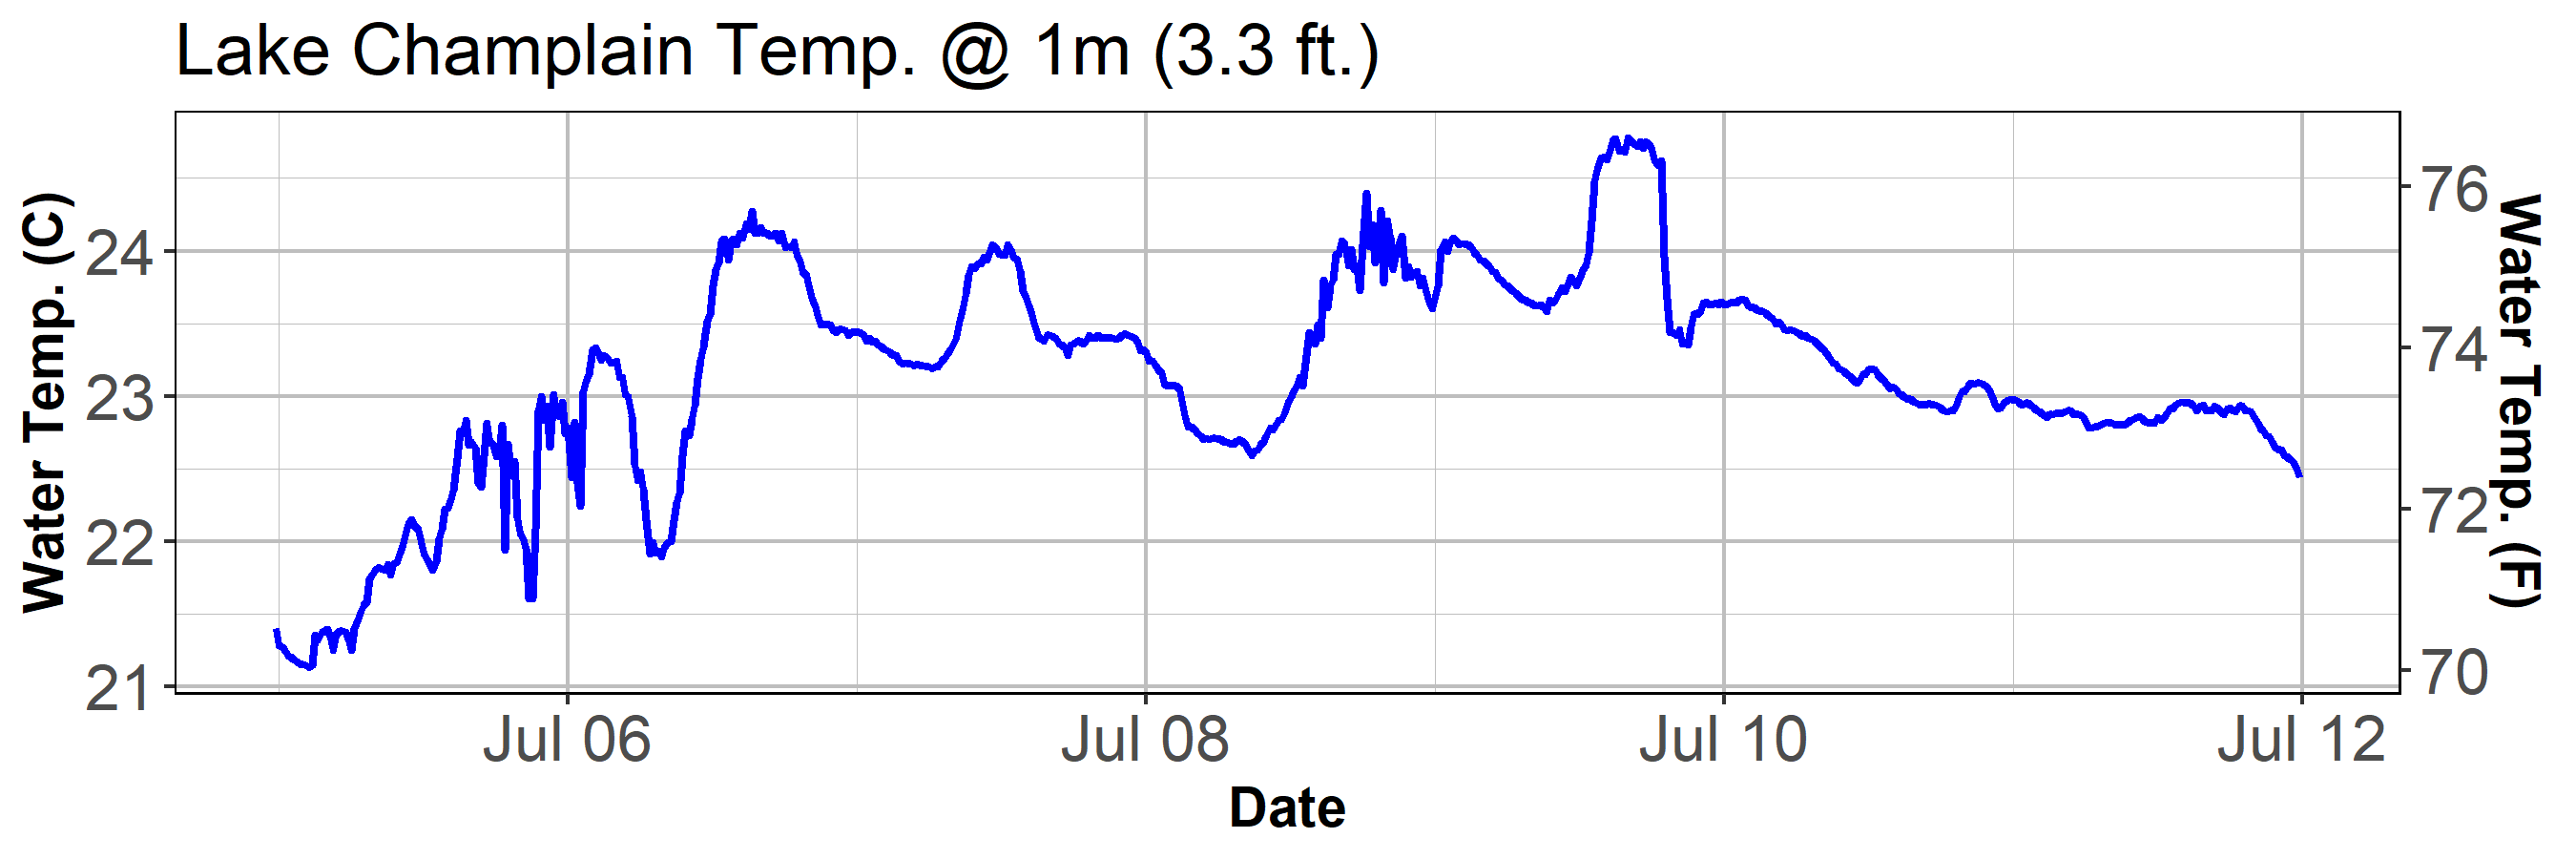 Lake Champlain Temp. @ 1m (3.3 ft.)
Water Temp. (C)
24
23
22
21
76
74
72
70
Water Temp. (F)
Jul 06 Jul 08 Jul 10 Jul 12
Date